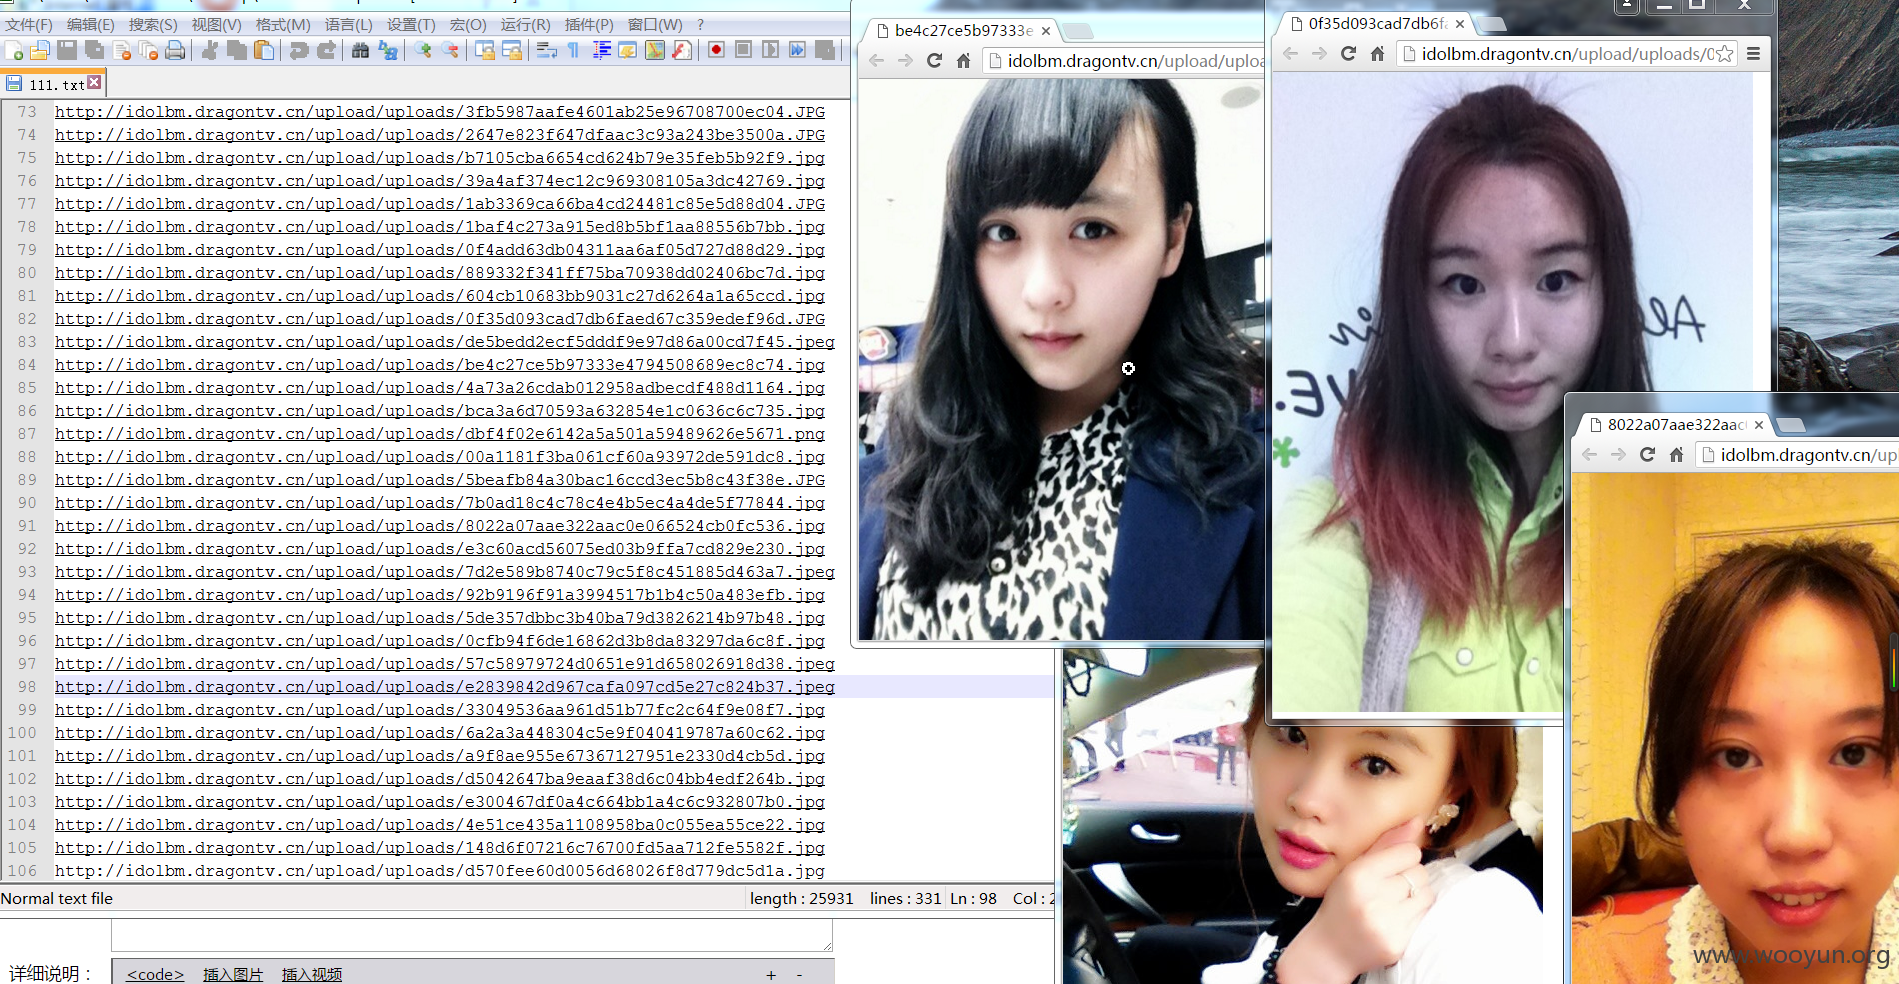 文件(F) 编辑(E) 搜索(S) 视图(V) 格式(M) 语言(L) 设置(T) 宏(O) 运行(R) 插件(P) 窗口(W) ?
111.txt
73 http://idolbm.dragontv.cn/upload/uploads/3fb5987aafe4601ab25e96708700ec04.JPG
74 http://idolbm.dragontv.cn/upload/uploads/2647e823f647dfaac3c93a243be3500a.JPG
75 http://idolbm.dragontv.cn/upload/uploads/b7105cba6654cd624b79e35feb5b92f9.jpg
76 http://idolbm.dragontv.cn/upload/uploads/39a4af374ec12c969308105a3dc42769.jpg
77 http://idolbm.dragontv.cn/upload/uploads/1ab3369ca66ba4cd24481c85e5d88d04.JPG
78 http://idolbm.dragontv.cn/upload/uploads/1baf4c273a915ed8b5bf1aa88556b7bb.jpg
79 http://idolbm.dragontv.cn/upload/uploads/0f4add63db04311aa6af05d727d88d29.jpg
80 http://idolbm.dragontv.cn/upload/uploads/889332f341ff75ba70938dd02406bc7d.jpg
81 http://idolbm.dragontv.cn/upload/uploads/604cb10683bb9031c27d6264a1a65ccd.jpg
82 http://idolbm.dragontv.cn/upload/uploads/0f35d093cad7db6faed67c359edef96d.JPG
83 http://idolbm.dragontv.cn/upload/uploads/de5bedd2ecf5dddf9e97d86a00cd7f45.jpeg
84 http://idolbm.dragontv.cn/upload/uploads/be4c27ce5b97333e4794508689ec8c74.jpg
85 http://idolbm.dragontv.cn/upload/uploads/4a73a26cdab012958adbecdf488d1164.jpg
86 http://idolbm.dragontv.cn/upload/uploads/bca3a6d70593a632854e1c0636c6c735.jpg
87 http://idolbm.dragontv.cn/upload/uploads/dbf4f02e6142a5a501a59489626e5671.png
88 http://idolbm.dragontv.cn/upload/uploads/00a1181f3ba061cf60a93972de591dc8.jpg
89 http://idolbm.dragontv.cn/upload/uploads/5beafb84a30bac16ccd3ec5b8c43f38e.JPG
90 http://idolbm.dragontv.cn/upload/uploads/7b0ad18c4c78c4e4b5ec4a4de5f77844.jpg
91 http://idolbm.dragontv.cn/upload/uploads/8022a07aae322aac0e066524cb0fc536.jpg
92 http://idolbm.dragontv.cn/upload/uploads/e3c60acd56075ed03b9ffa7cd829e230.jpg
93 http://idolbm.dragontv.cn/upload/uploads/7d2e589b8740c79c5f8c451885d463a7.jpeg
94 http://idolbm.dragontv.cn/upload/uploads/92b9196f91a3994517b1b4c50a483efb.jpg
95 http://idolbm.dragontv.cn/upload/uploads/5de357dbbc3b40ba79d3826214b97b48.jpg
96 http://idolbm.dragontv.cn/upload/uploads/0cfb94f6de16862d3b8da83297da6c8f.jpg
97 http://idolbm.dragontv.cn/upload/uploads/57c58979724d0651e91d658026918d38.jpeg
98 http://idolbm.dragontv.cn/upload/uploads/e2839842d967cafa097cd5e27c824b37.jpeg
99 http://idolbm.dragontv.cn/upload/uploads/33049536aa961d51b77fc2c64f9e08f7.jpg
100 http://idolbm.dragontv.cn/upload/uploads/6a2a3a448304c5e9f040419787a60c62.jpg
101 http://idolbm.dragontv.cn/upload/uploads/a9f8ae955e67367127951e2330d4cb5d.jpg
102 http://idolbm.dragontv.cn/upload/uploads/d5042647ba9eaaf38d6c04bb4edf264b.jpg
103 http://idolbm.dragontv.cn/upload/uploads/e300467df0a4c664bb1a4c6c932807b0.jpg
104 http://idolbm.dragontv.cn/upload/uploads/4e51ce435a1108958ba0c055ea55ce22.jpg
105 http://idolbm.dragontv.cn/upload/uploads/148d6f07216c76700fd5aa712fe5582f.jpg
106 http://idolbm.dragontv.cn/upload/uploads/d570fee60d0056d68026f8d779dc5d1a.jpg
Normal text file length : 25931 lines : 331 Ln : 98 Col : 2
详细说明： <code> 插入图片 插入视频 + -
be4c27ce5b97333e
idolbm.dragontv.cn/upload/uploa
0f35d093cad7db6fa
idolbm.dragontv.cn/upload/uploads/0
8022a07aae322aac
idolbm.dragontv.cn/upl
www.wooyun.org